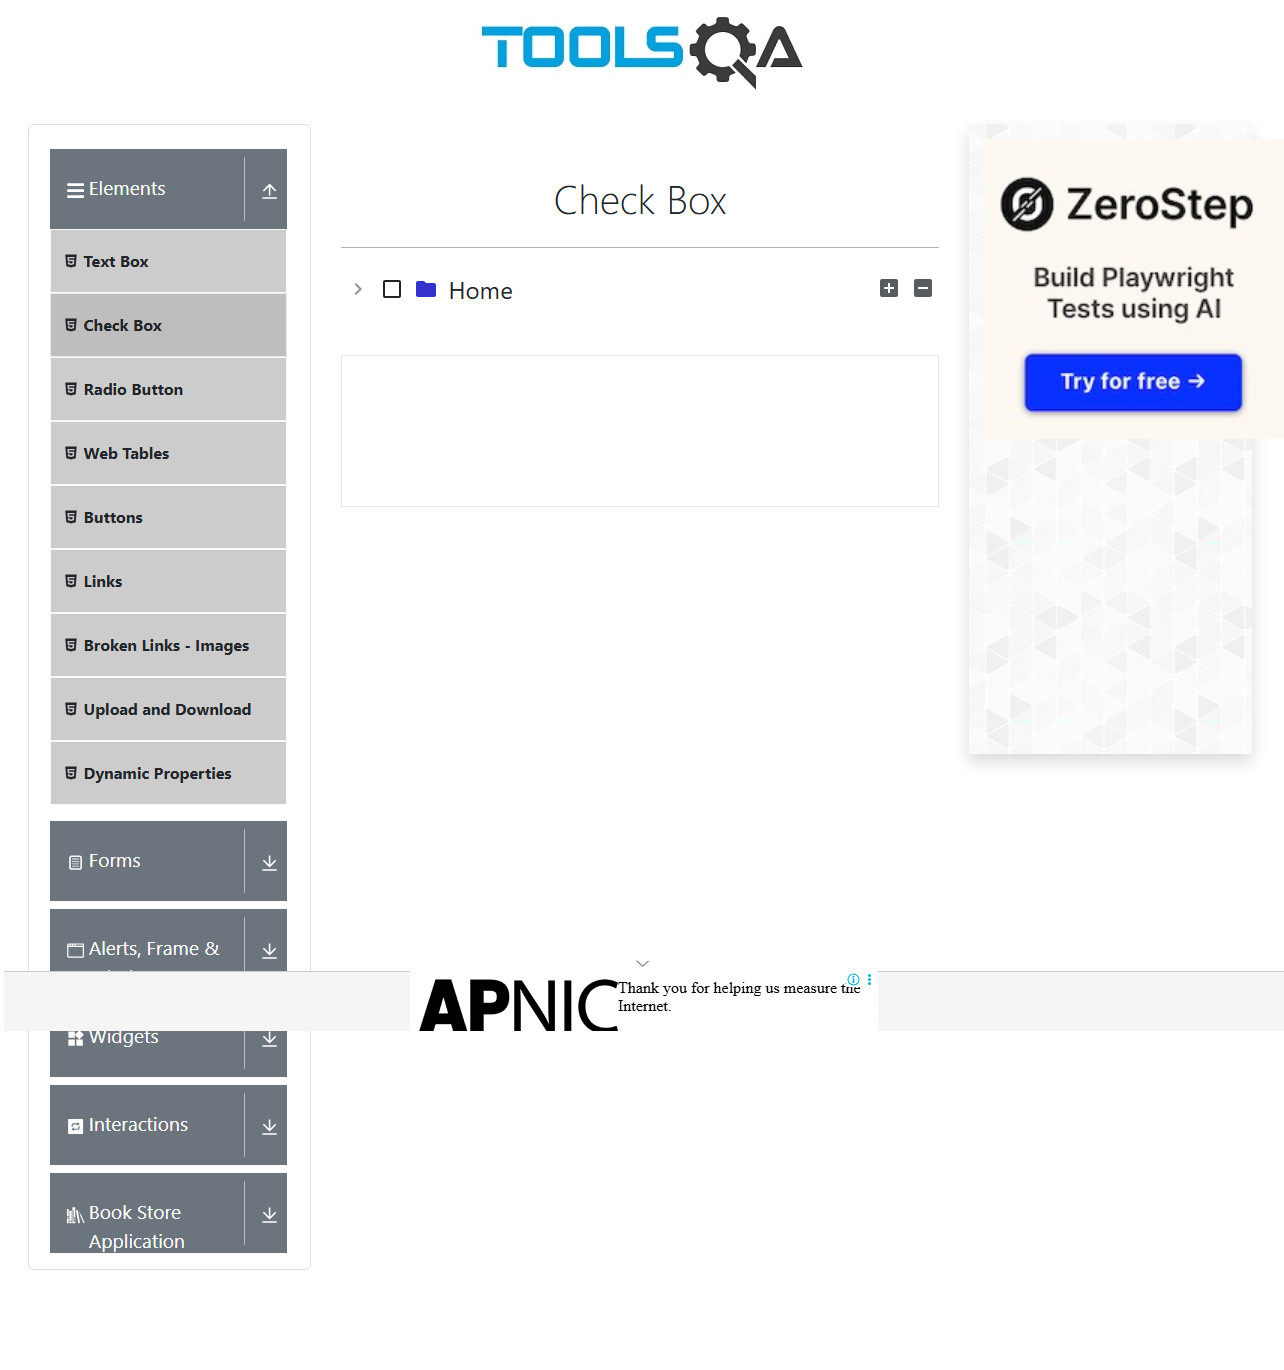 TOOLSQA
Elements
Text Box
Check Box
Radio Button
Web Tables
Buttons
Links
Broken Links - Images
Upload and Download
Dynamic Properties
Forms
Alerts, Frame &
Widgets
Interactions
Book Store
Application
Check Box
Home
ZeroStep
Build Playwright
Tests using AI
Try for free →
APNIC
Thank you for helping us measure the
Internet.